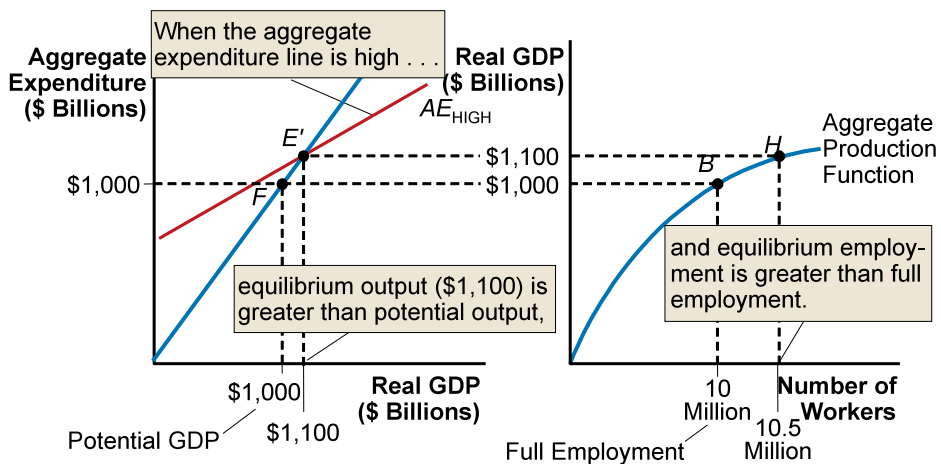 When the aggregate
expenditure line is high . . .
Aggregate
Expenditure
($ Billions)
AE HIGH
E'
F
$1,000
equilibrium output ($1,100) is
greater than potential output,
$1,000
$1,100
Real GDP
($ Billions)
Potential GDP
Real GDP
($ Billions)
$1,100
$1,000
B
H
Aggregate
Production
Function
and equilibrium employ-
ment is greater than full
employment.
10
Million
10.5
Million
Number of
Workers
Full Employment